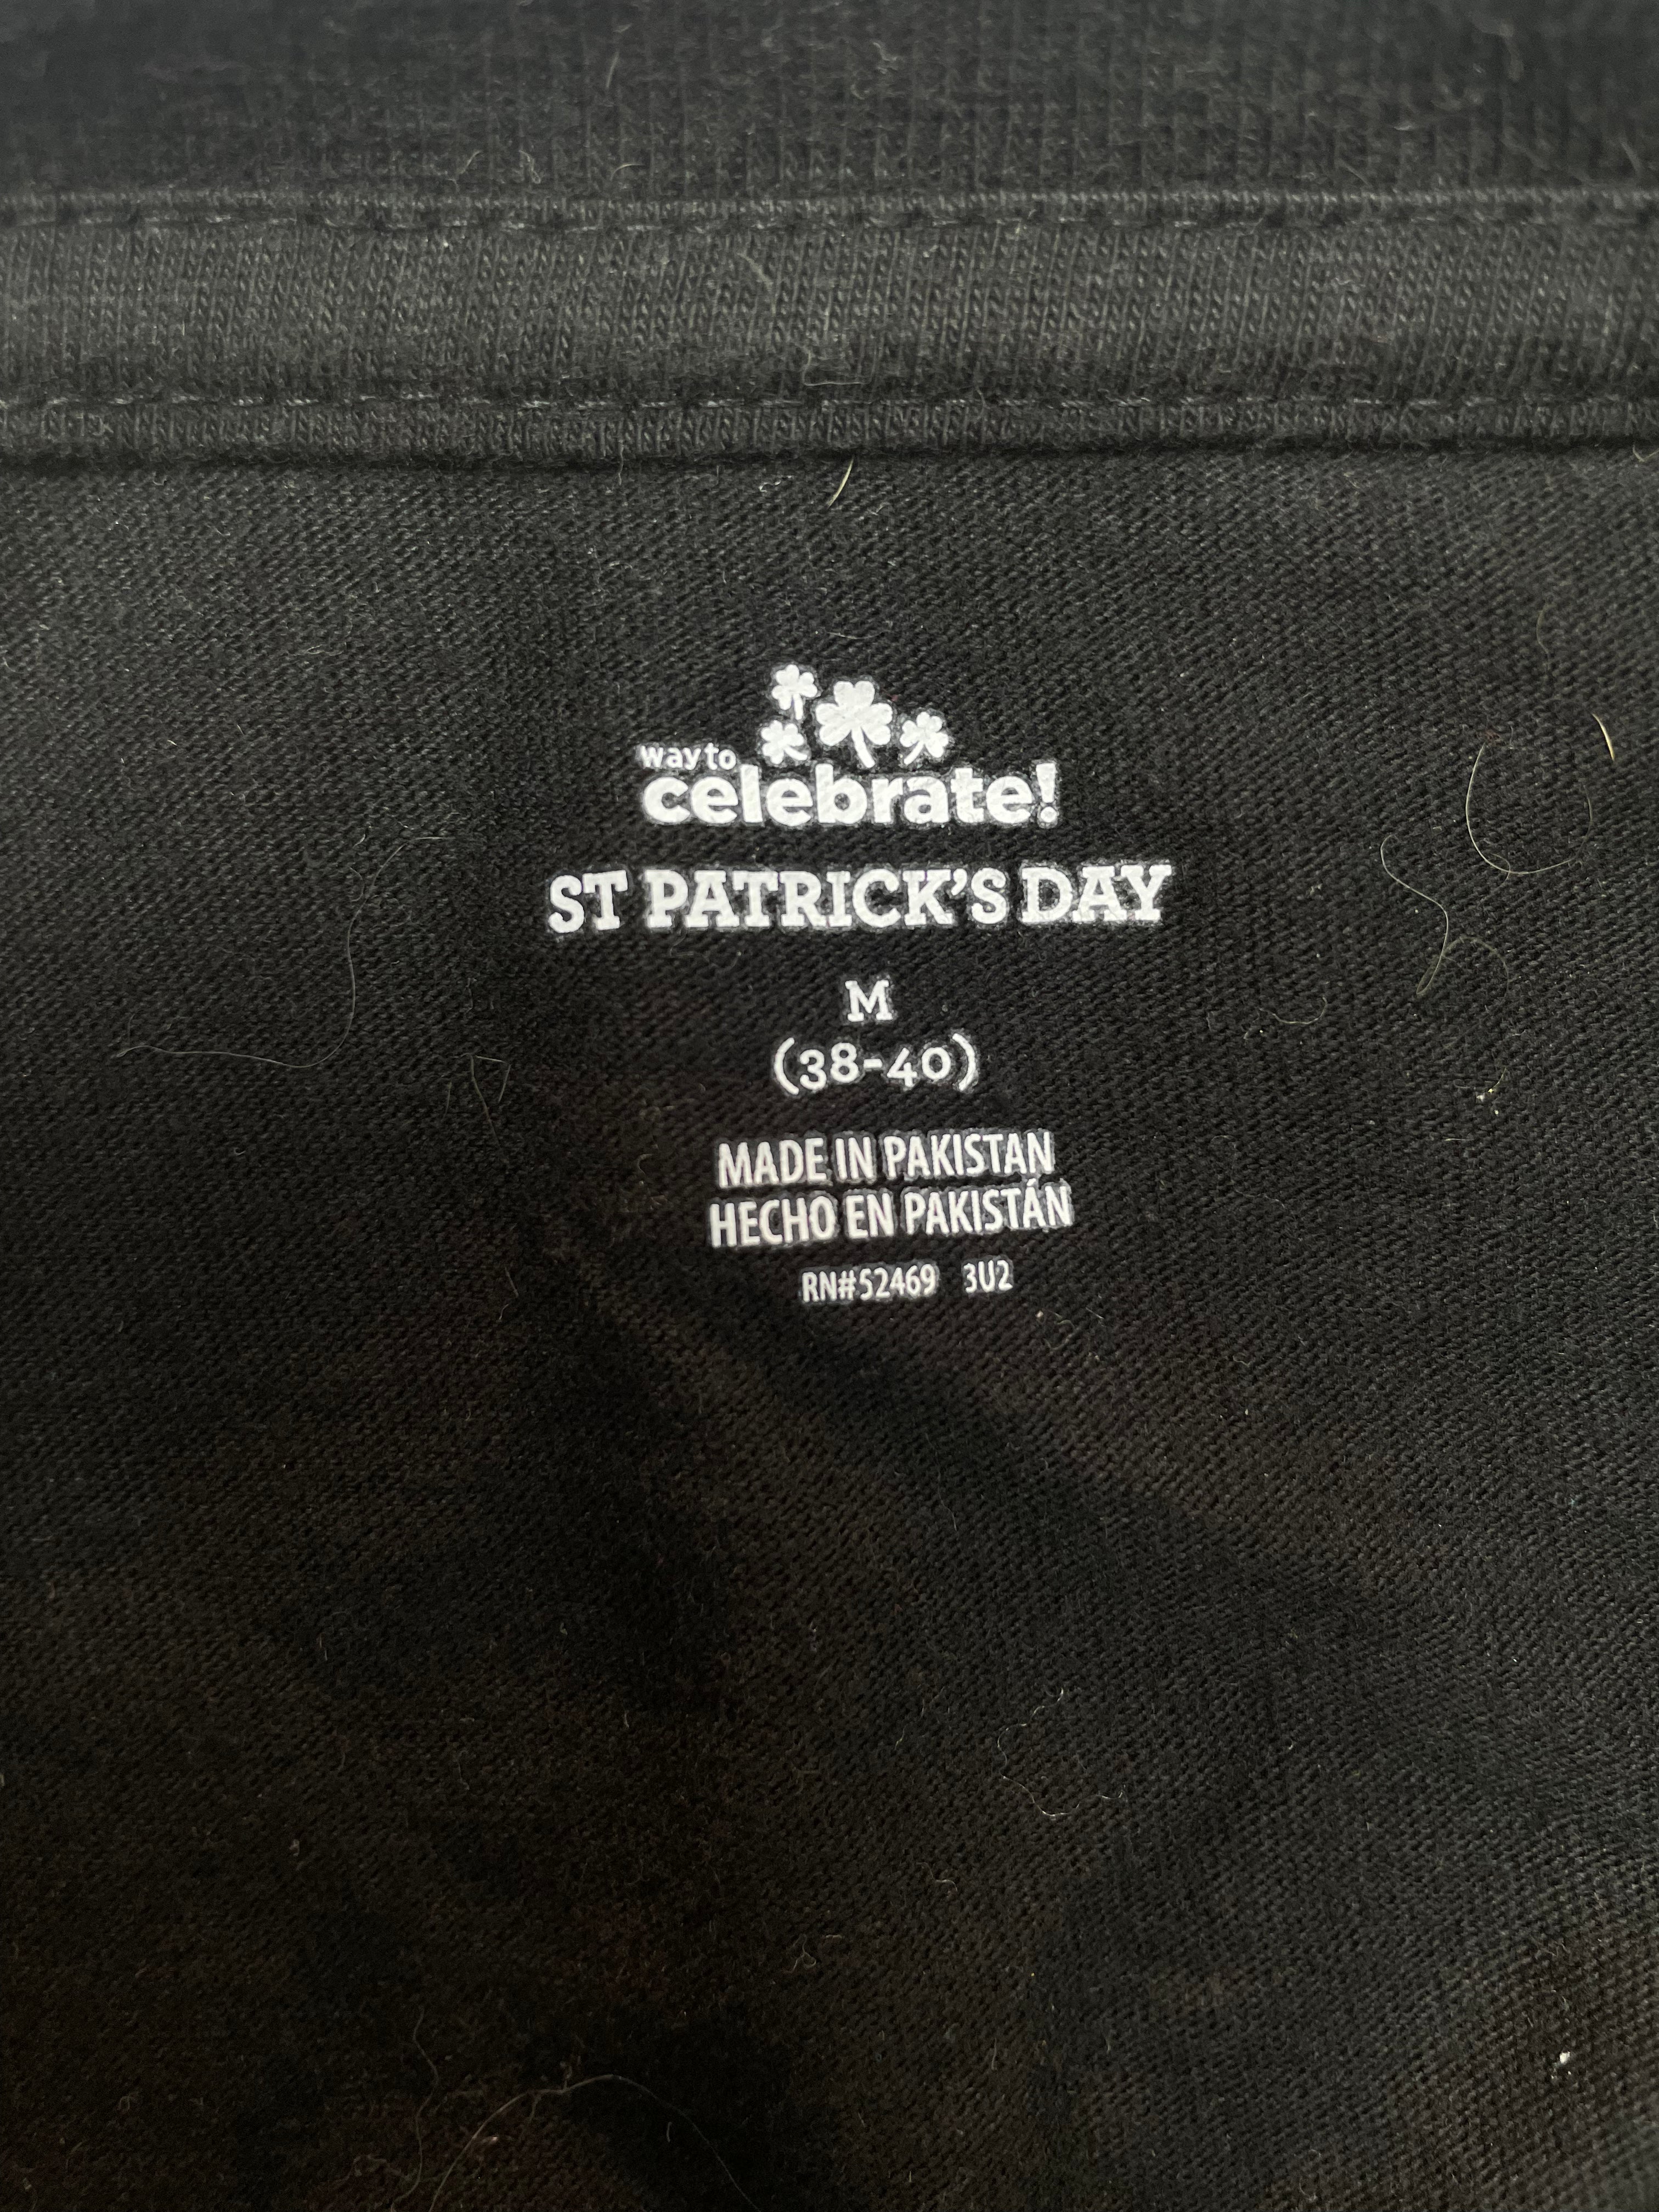 way to
celebrate!
ST PATRICK'S DAY
M
(38-40)
MADE IN PAKISTAN
HECHO EN PAKISTÁN
RN#52469 3U2